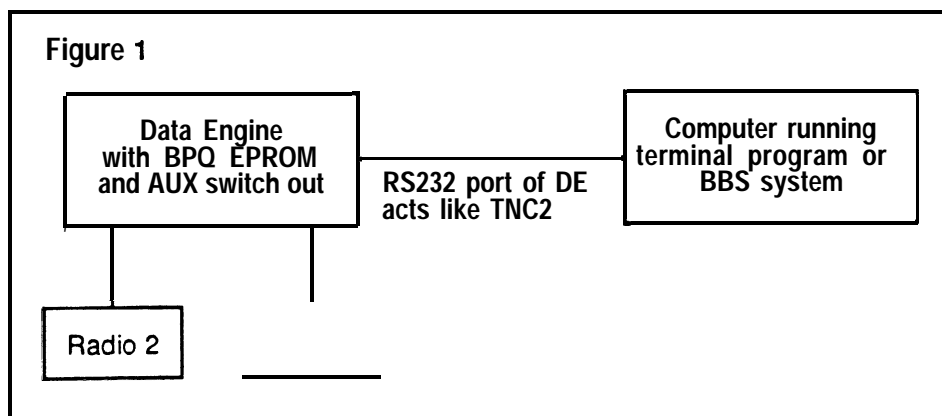 Figure 1
Data Engine
with BPQ EPROM
and AUX switch out
RS232 port of DE
acts like TNC2
Computer running
terminal program or
BBS system
Radio 2